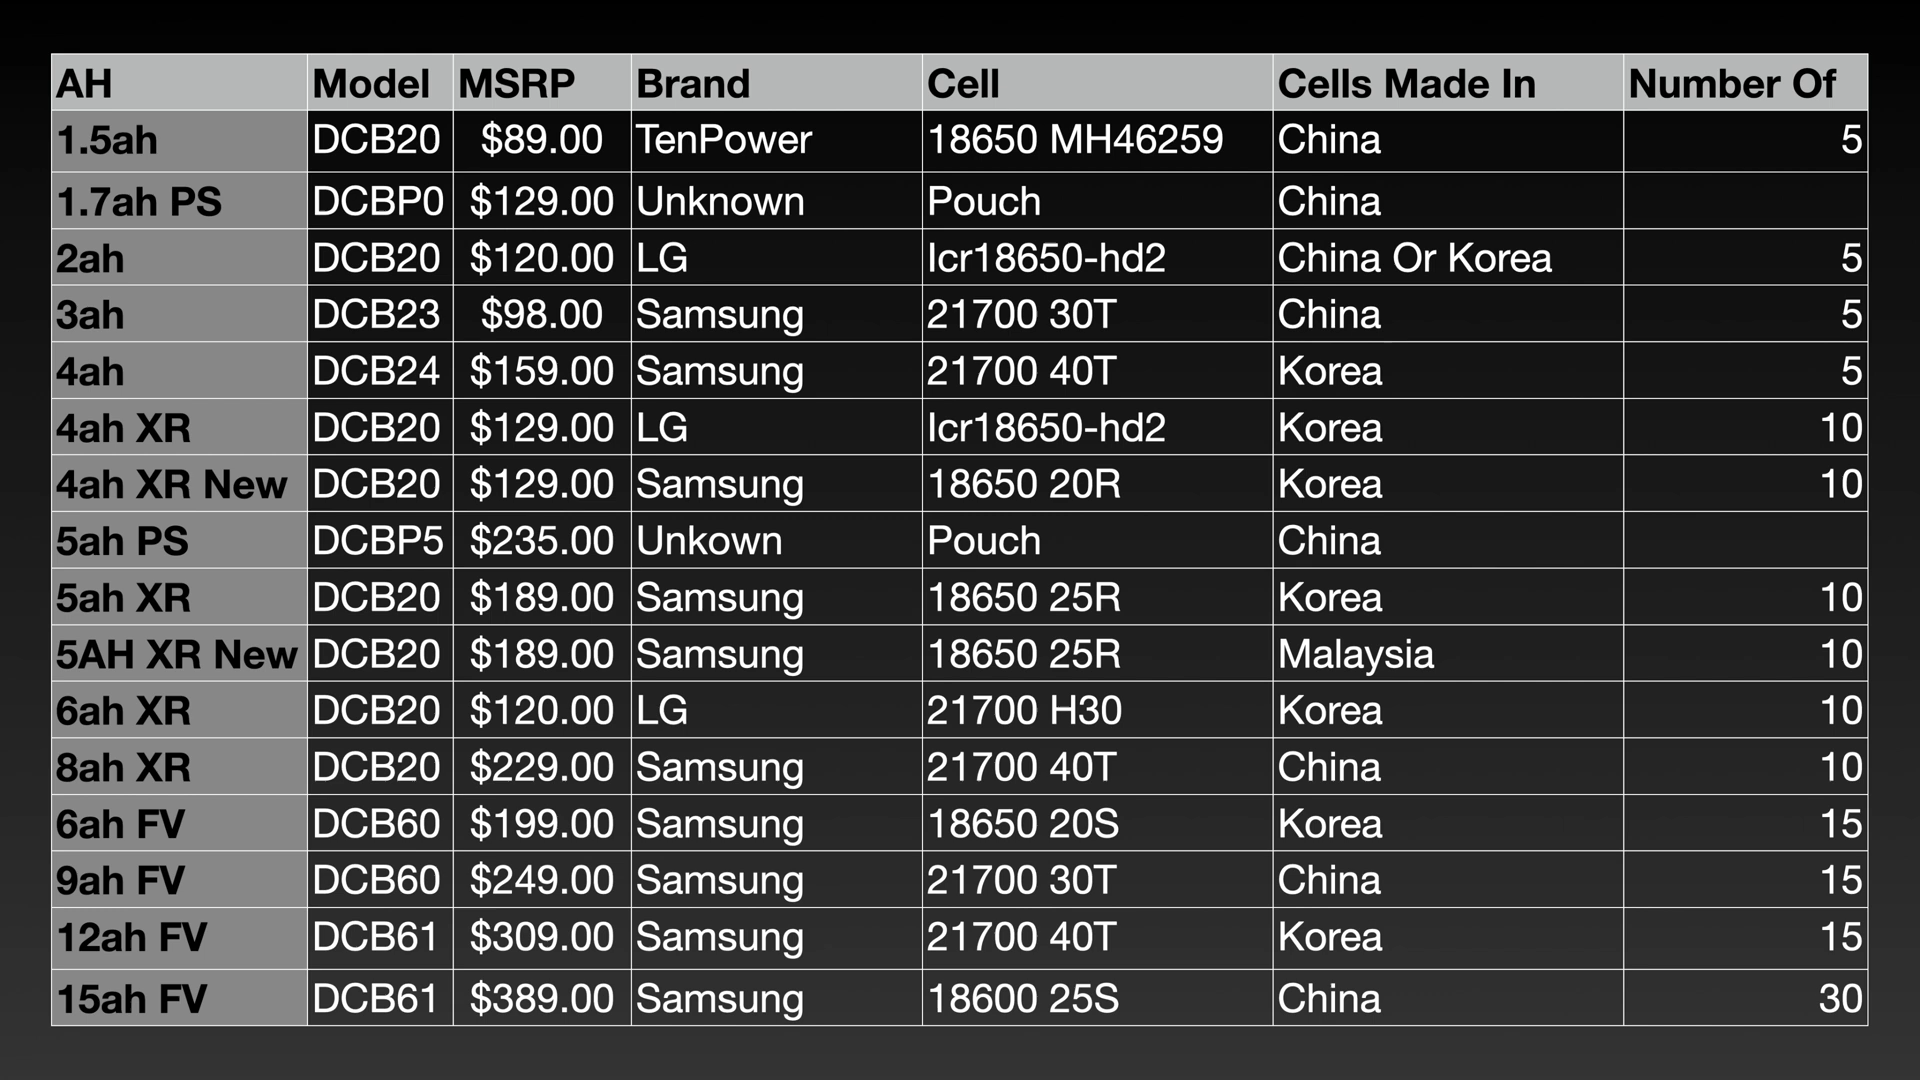 AH Model MSRP Brand Cell Cells Made In Number Of
1.5ah DCB20 $89.00 TenPower 18650 MH46259 China 5
1.7ah PS DCBP0 $129.00 Unknown Pouch China
2ah DCB20 $120.00 LG Icr18650-hd2 China Or Korea 5
3ah DCB23 $98.00 Samsung 21700 30T China 5
4ah DCB24 $159.00 Samsung 21700 40T Korea 5
4ah XR DCB20 $129.00 LG Icr18650-hd2 Korea 10
4ah XR New DCB20 $129.00 Samsung 18650 20R Korea 10
5ah PS DCBP5 $235.00 Unkown Pouch China
5ah XR DCB20 $189.00 Samsung 18650 25R Korea 10
5AH XR New DCB20 $189.00 Samsung 18650 25R Malaysia 10
6ah XR DCB20 $120.00 LG 21700 H30 Korea 10
8ah XR DCB20 $229.00 Samsung 21700 40T China 10
6ah FV DCB60 $199.00 Samsung 18650 20S Korea 15
9ah FV DCB60 $249.00 Samsung 21700 30T China 15
12ah FV DCB61 $309.00 Samsung 21700 40T Korea 15
15ah FV DCB61 $389.00 Samsung 18600 25S China 30